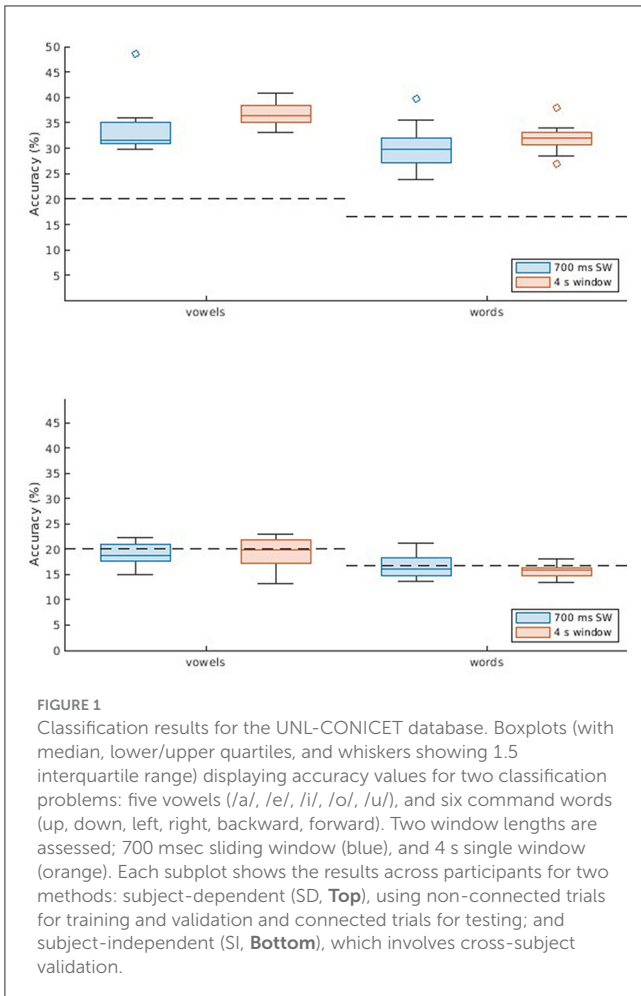 50
45
40
35
30
25
20
15
10
5
Accuracy (%)
700 ms SW
4 s window
vowels
words
45
40
35
30
25
20
15
10
5
0
Accuracy (%)
700 ms SW
4 s window
vowels
words
FIGURE 1
Classification results for the UNL-CONICET database. Boxplots (with
median, lower/upper quartiles, and whiskers showing 1.5
interquartile range) displaying accuracy values for two classification
problems: five vowels (/a/, /e/, /i/, /o/, /u/), and six command words
(up, down, left, right, backward, forward). Two window lengths are
assessed; 700 msec sliding window (blue), and 4 s single window
(orange). Each subplot shows the results across participants for two
methods: subject-dependent (SD, Top), using non-connected trials
for training and validation and connected trials for testing; and
subject-independent (SI, Bottom), which involves cross-subject
validation.